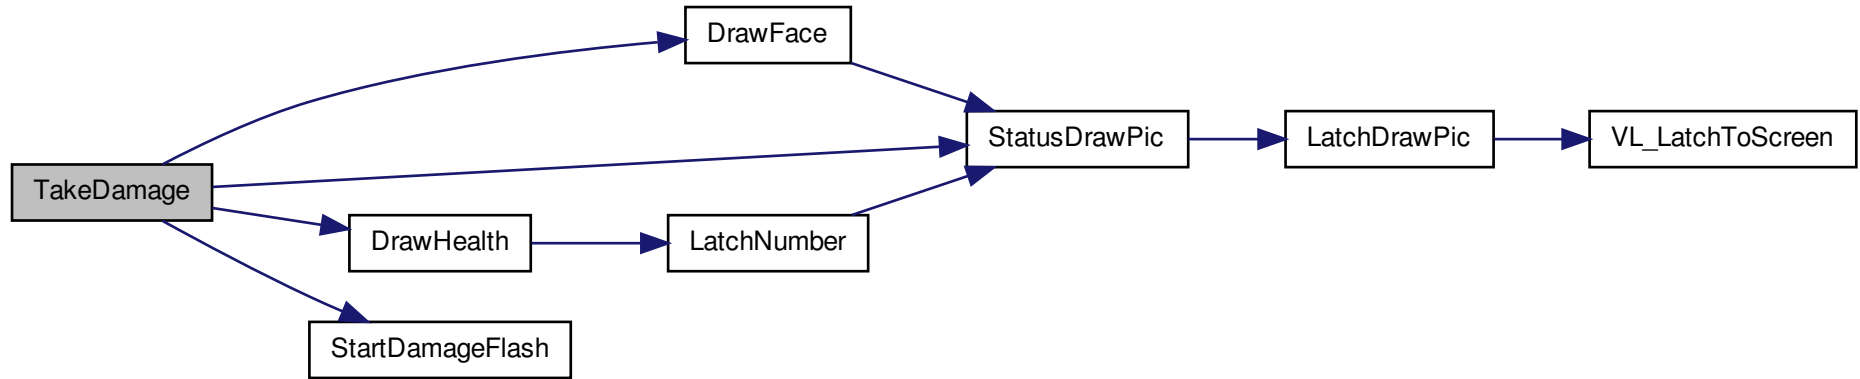 DrawFace
StatusDrawPic
LatchDrawPic
VL_LatchToScreen
TakeDamage
DrawHealth
LatchNumber
StartDamageFlash